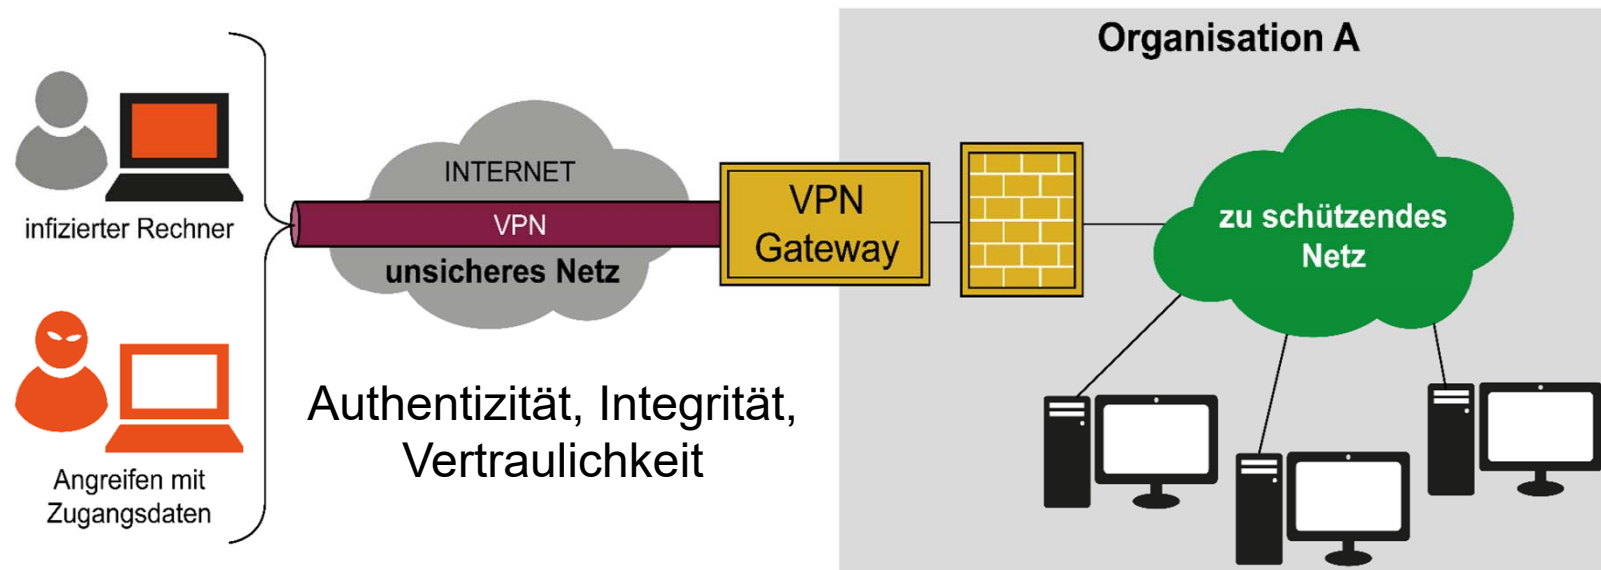 Organisation A
INTERNET
VPN
unsicheres Netz
VPN
Gateway
zu schützendes
Netz
infizierter Rechner
Authentizität, Integrität,
Vertraulichkeit
Angreifen mit
Zugangsdaten